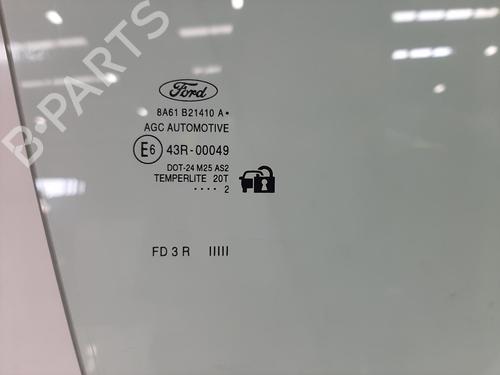 B-PARTS
Ford
8A61 B21410 A•
AGC AUTOMOTIVE
E6 43R-00049
DOT-24 M25 AS2
TEMPERLITE 20T
•••• 2
FD 3 R IIIII